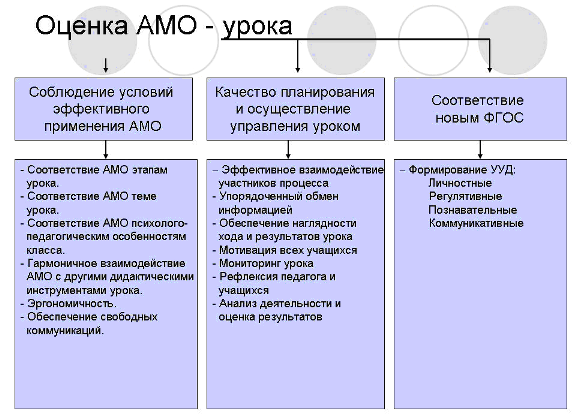 Оценка АМО - урока
Соблюдение условий
эффективного
применения АМО
Качество планирования
и осуществление
управления уроком
Соответствие
новым ФГОС
- Соответствие АМО этапам
урока.
- Соответствие АМО теме
урока.
- Соответствие АМО психолого-
педагогическим особенностям
класса.
- Гармоничное взаимодействие
АМО с другими дидактическими
инструментами урока.
- Эргономичность.
- Обеспечение свободных
коммуникаций.
– Эффективное взаимодействие
участников процесса
- Упорядоченный обмен
информацией
- Обеспечение наглядности
хода и результатов урока
- Мотивация всех учащихся
- Мониторинг урока
- Рефлексия педагога и
учащихся
- Анализ деятельности и
оценка результатов
– Формирование УУД:
Личностные
Регулятивные
Познавательные
Коммуникативные